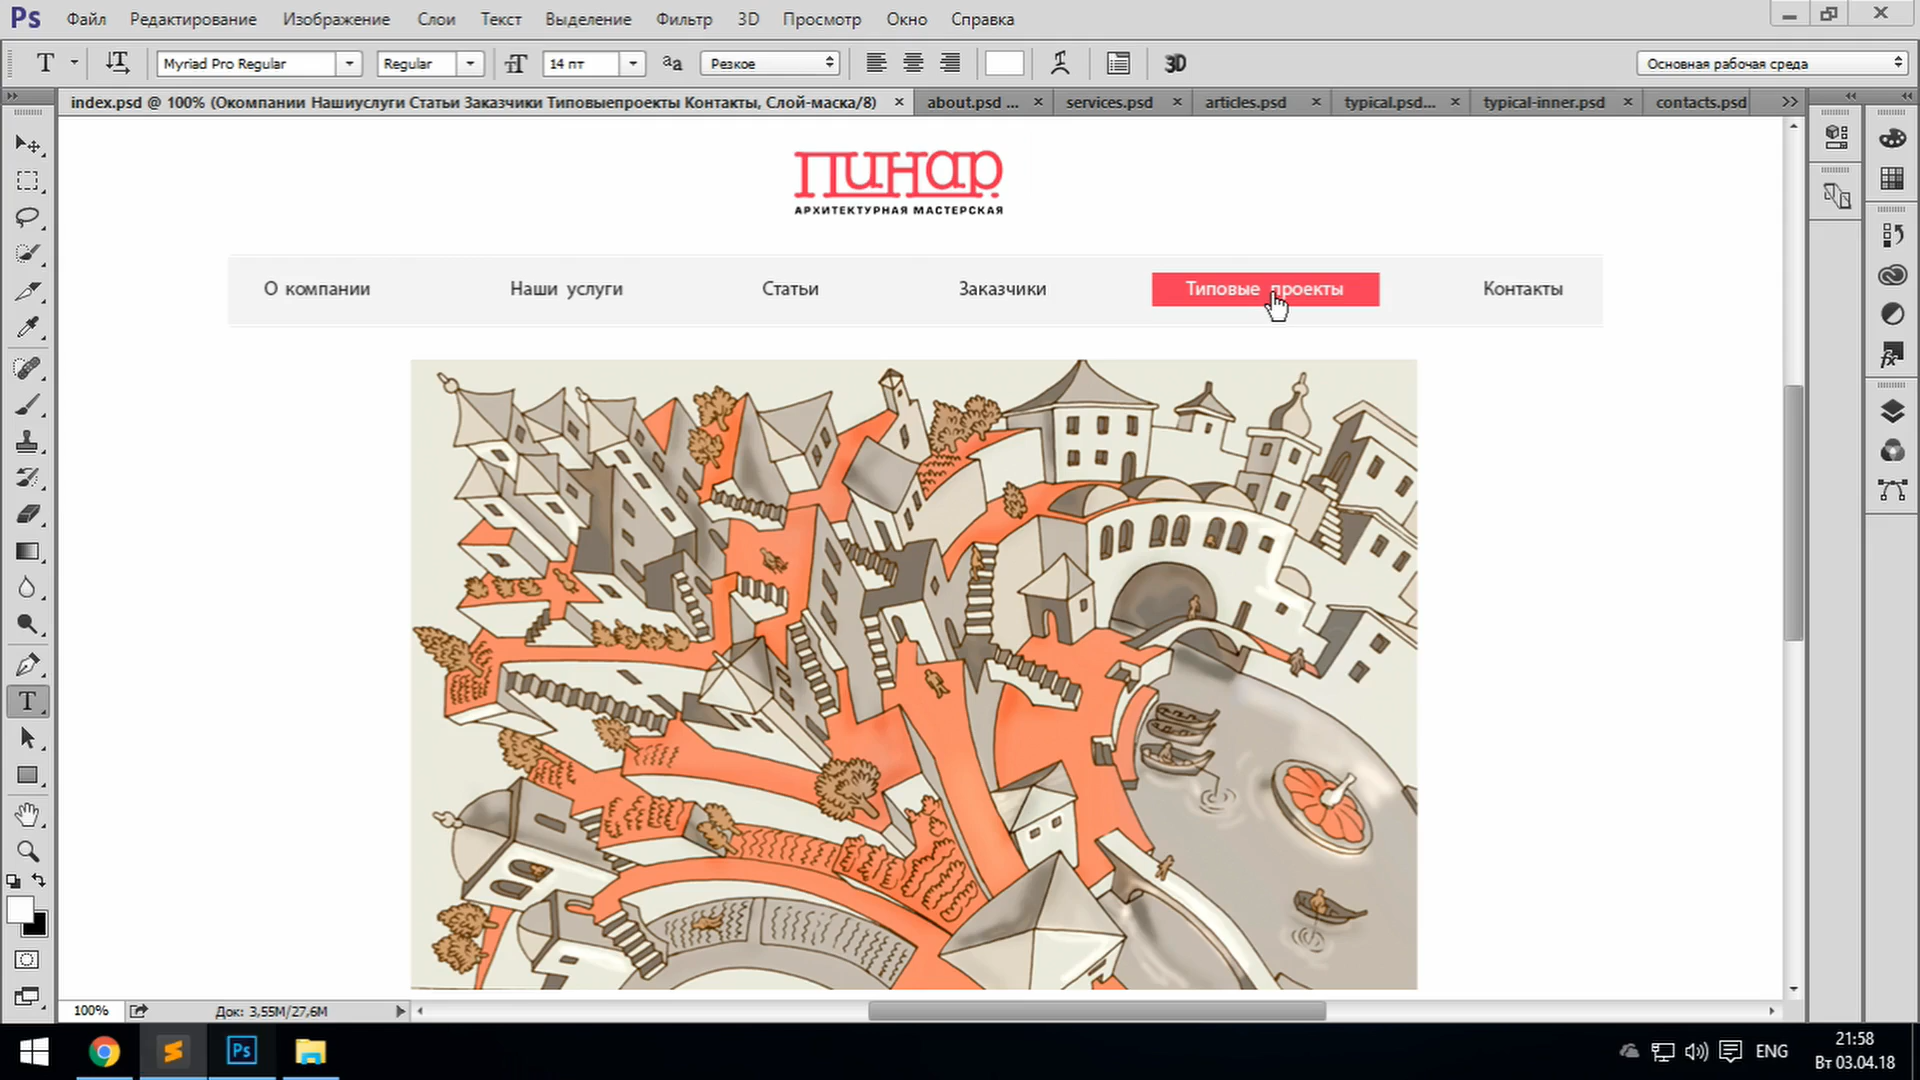 Ps Файл Редактирование Изображение Слои Текст Выделение Фильтр 3D Просмотр Окно Справка
T Myriad Pro Regular Regular 14 пт aa Резкое 3D Основная рабочая среда
index.psd @ 100% (Окомпании Нашиуслуги Статьи Заказчики Типовыепроекты Контакты, Слой-маска/8) × about.psd ... × services.psd × articles.psd × typical.psd... × typical-inner.psd × contacts.psd
пинар
АРХИТЕКТУРНАЯ МАСТЕРСКАЯ
О компании Наши услуги Статьи Заказчики Типовые проекты Контакты
100% Док: 3,55M/27,6M
Ps ENG 21:58
Вт 03.04.18